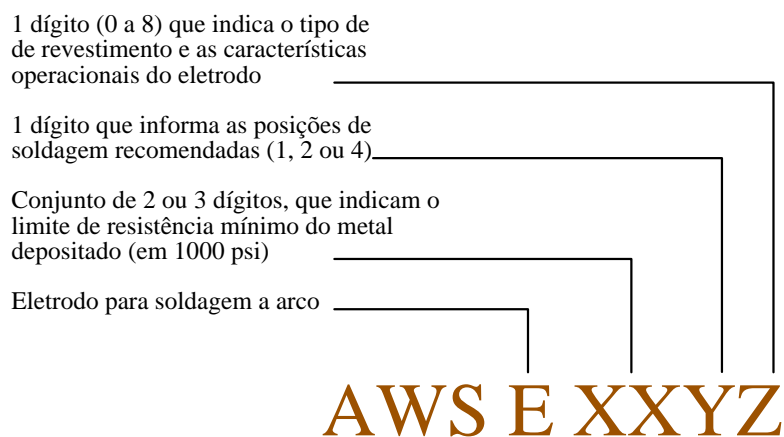 1 dígito (0 a 8) que indica o tipo de
de revestimento e as características
operacionais do eletrodo
1 dígito que informa as posições de
soldagem recomendadas (1, 2 ou 4)
Conjunto de 2 ou 3 dígitos, que indicam o
limite de resistência mínimo do metal
depositado (em 1000 psi)
Eletrodo para soldagem a arco
AWS E XXYZ